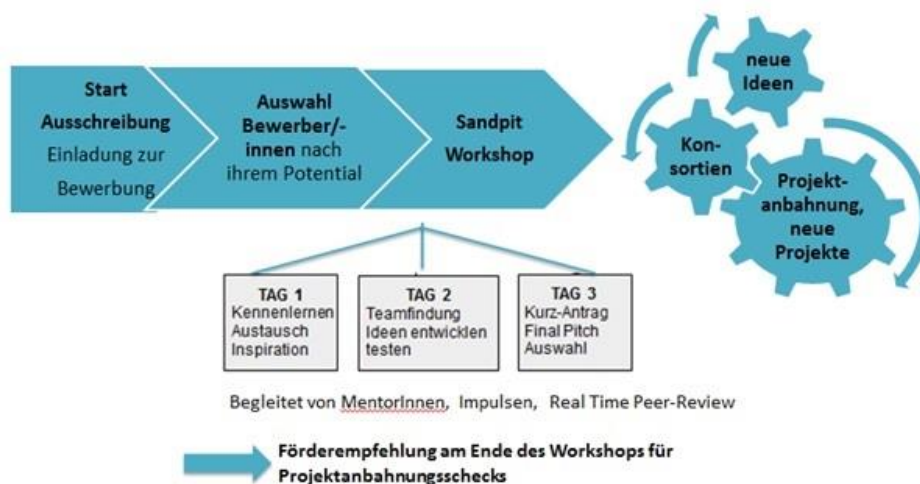 Start
Ausschreibung
Einladung zur
Bewerbung
Auswahl
Bewerber/-
innen nach
ihrem Potential
Sandpit
Workshop
neue
Ideen
Kon-
sortien
Projekt-
anbahnung,
neue
Projekte
TAG 1
Kennenlernen
Austausch
Inspiration
TAG 2
Teamfindung
Ideen entwicklen
testen
TAG 3
Kurz-Antrag
Final Pitch
Auswahl
Begleitet von MentorInnen, Impulsen, Real Time Peer-Review
Förderempfehlung am Ende des Workshops für
Projektanbahnungsschecks